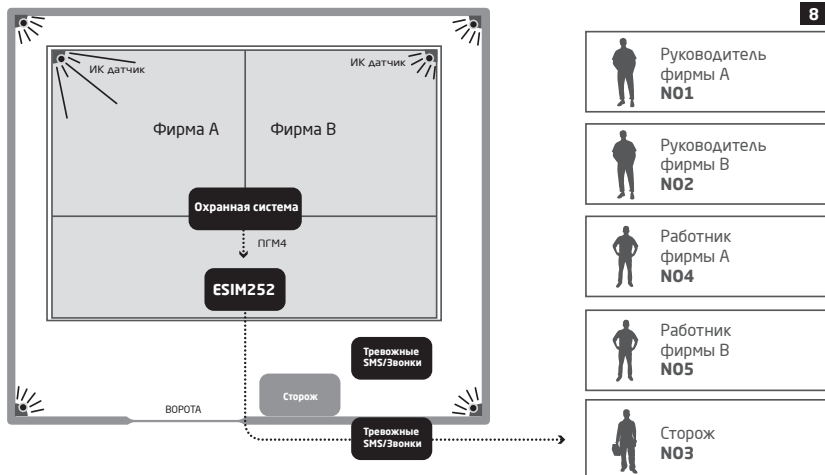 8
ИК датчик
ИК датчик
Фирма А
Фирма В
Охранная система
ПГМ4
ESIM252
Тревожные
SMS/Звонки
Сторож
ВОРОТА
Тревожные
SMS/Звонки
Руководитель
фирмы А
NO1
Руководитель
фирмы В
NO2
Работник
фирмы А
NO4
Работник
фирмы В
NO5
Сторож
NO3